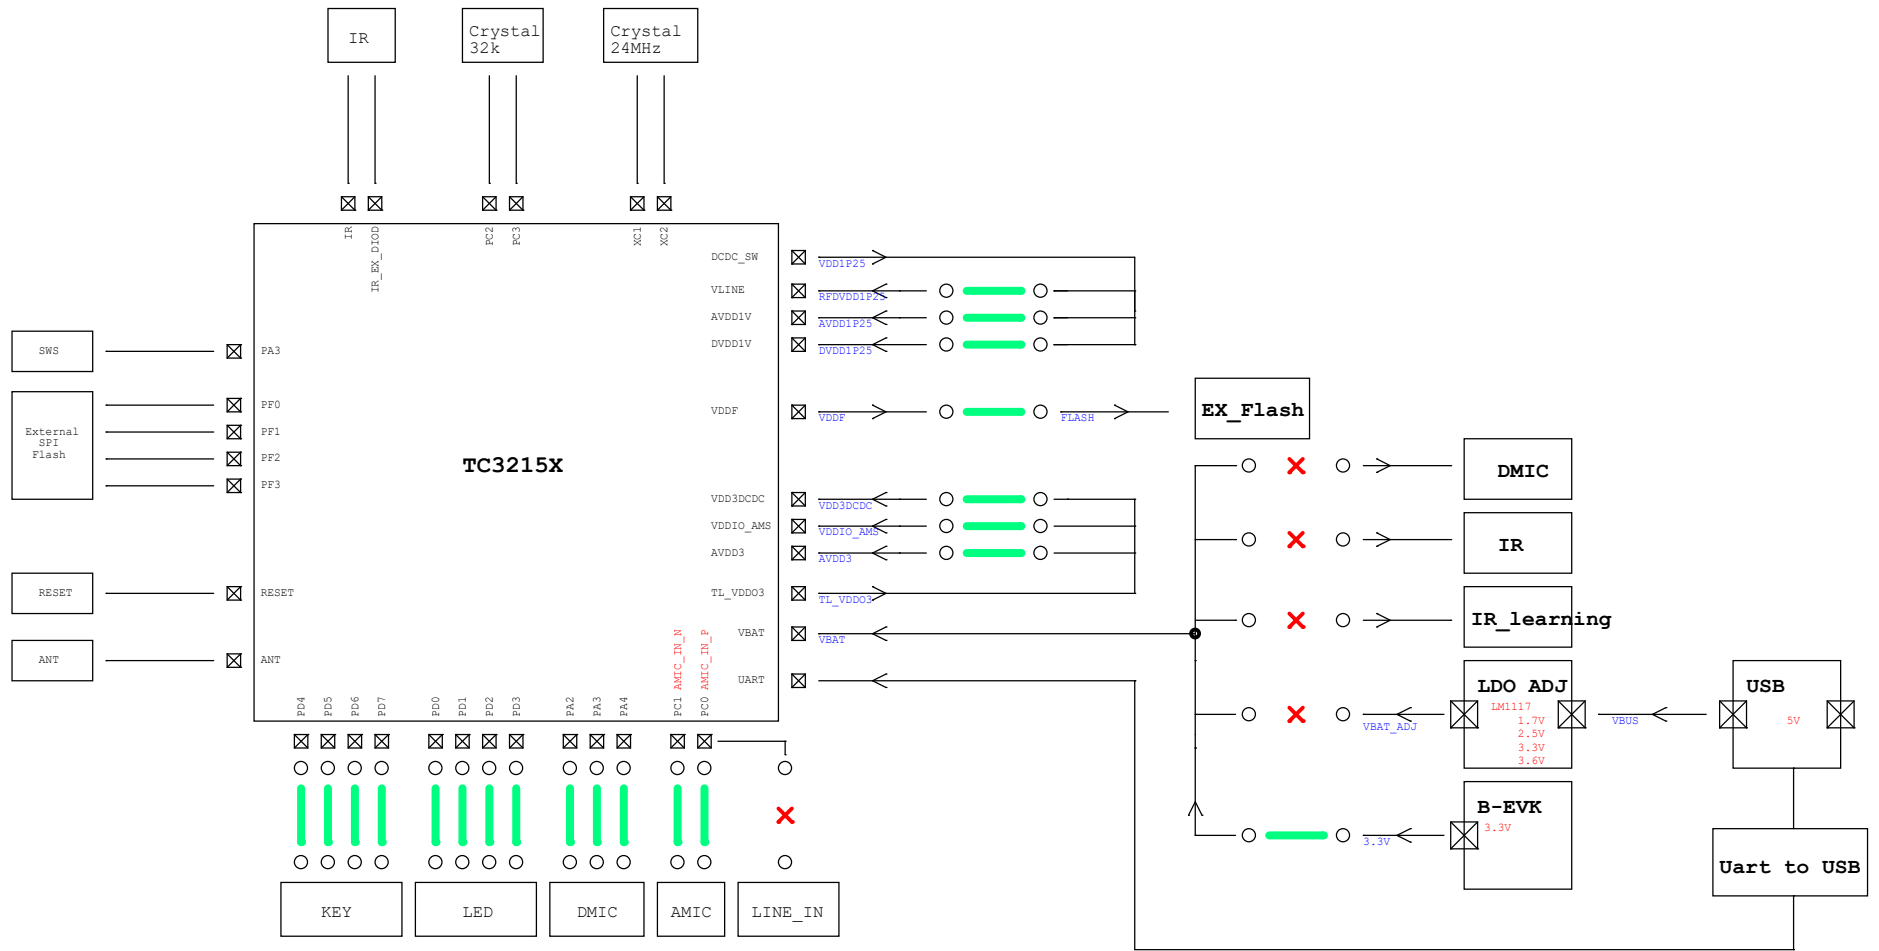 IR
Crystal
32k
Crystal
24MHz
IR
IR_EX_DIOD
PC2
PC3
XC1
XC2
DCDC_SW
VDD1P25
VLINE
RFDVDD1P25
AVDD1V
AVDD1P25
DVDD1V
DVDD1P25
SWS
PA3
External
SPI
Flash
PF0
PF1
PF2
PF3
VDDF
VDDF
FLASH
EX_Flash
TC3215X
DMIC
VDD3DCDC
VDD3DCDC
VDDIO_AMS
VDDIO_AMS
AVDD3
AVDD3
IR
RESET
RESET
TL_VDDO3
TL_VDDO3
IR_learning
VBAT
VBAT
ANT
ANT
UART
LDO ADJ
LM1117
1.7V
2.5V
3.3V
3.6V
VBAT_ADJ
VBUS
USB
5V
PD4
PD5
PD6
PD7
PD0
PD1
PD2
PD3
PA2
PA3
PA4
PC1 AMIC_IN_N
PC0 AMIC_IN_P
B-EVK
3.3V
3.3V
Uart to USB
KEY
LED
DMIC
AMIC
LINE_IN